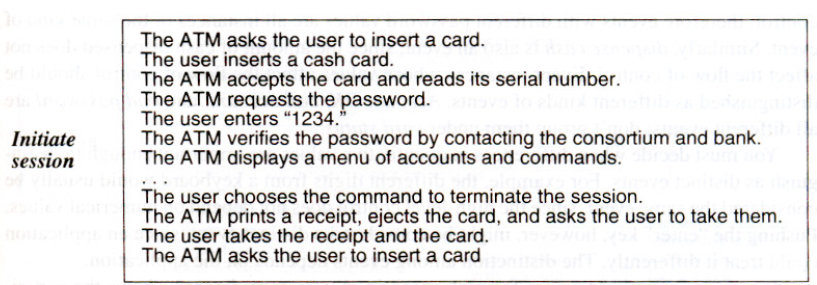 Initiate
session
The ATM asks the user to insert a card.
The user inserts a cash card.
The ATM accepts the card and reads its serial number.
The ATM requests the password.
The user enters “1234.”
The ATM verifies the password by contacting the consortium and bank.
The ATM displays a menu of accounts and commands.
. . .
The user chooses the command to terminate the session.
The ATM prints a receipt, ejects the card, and asks the user to take them.
The user takes the receipt and the card.
The ATM asks the user to insert a card